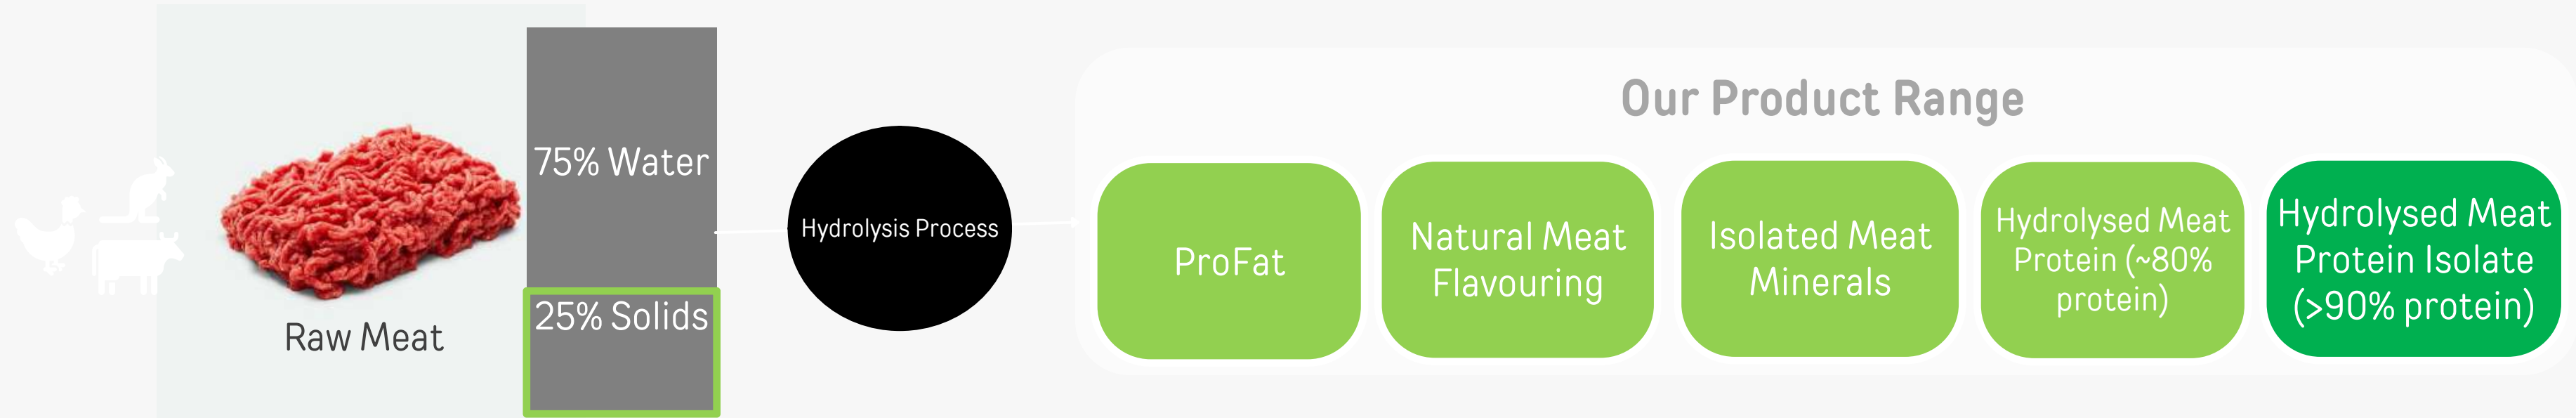 Raw Meat
75% Water
25% Solids
Hydrolysis Process
Our Product Range
ProFat
Natural Meat
Flavouring
Isolated Meat
Minerals
Hydrolysed Meat
Protein (~80%
protein)
Hydrolysed Meat
Protein Isolate
(>90% protein)